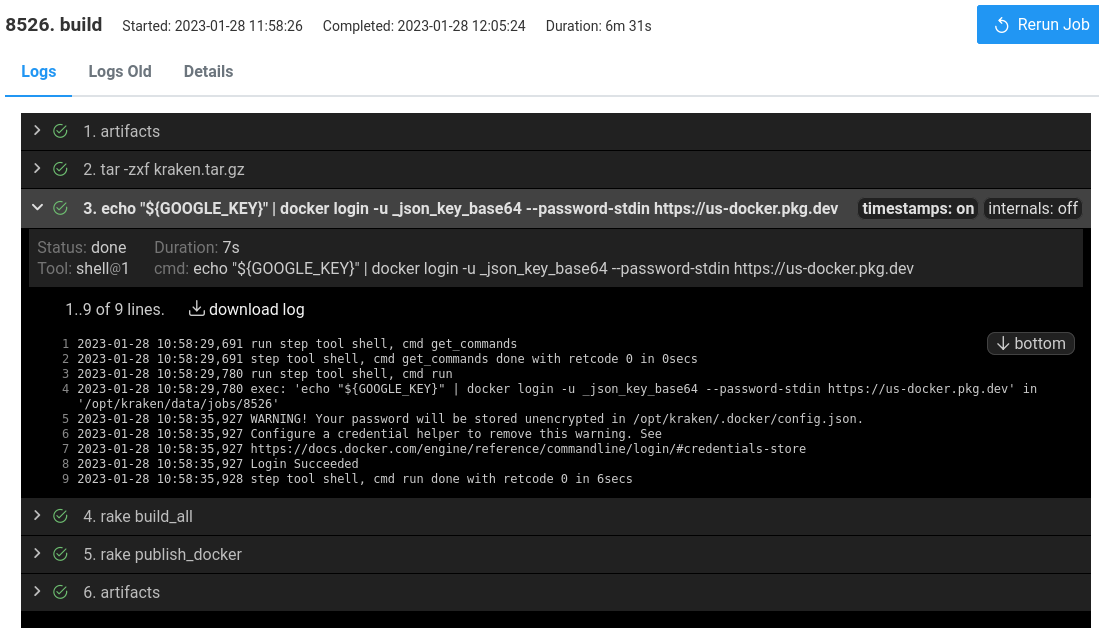 8526. build Started: 2023-01-28 11:58:26 Completed: 2023-01-28 12:05:24 Duration: 6m 31s Rerun Job
Logs Logs Old Details
1. artifacts
2. tar -zxf kraken.tar.gz
3. echo "${GOOGLE_KEY}" | docker login -u _json_key_base64 --password-stdin https://us-docker.pkg.dev timestamps: on internals: off
Status: done Duration: 7s
Tool: shell@1 cmd: echo "${GOOGLE_KEY}" | docker login -u _json_key_base64 --password-stdin https://us-docker.pkg.dev
1..9 of 9 lines. download log
bottom
1 2023-01-28 10:58:29,691 run step tool shell, cmd get_commands
2 2023-01-28 10:58:29,691 step tool shell, cmd get_commands done with retcode 0 in 0secs
3 2023-01-28 10:58:29,780 run step tool shell, cmd run
4 2023-01-28 10:58:29,780 exec: 'echo "${GOOGLE_KEY}" | docker login -u _json_key_base64 --password-stdin https://us-docker.pkg.dev' in
'/opt/kraken/data/jobs/8526'
5 2023-01-28 10:58:35,927 WARNING! Your password will be stored unencrypted in /opt/kraken/.docker/config.json.
6 2023-01-28 10:58:35,927 Configure a credential helper to remove this warning. See
7 2023-01-28 10:58:35,927 https://docs.docker.com/engine/reference/commandline/login/#credentials-store
8 2023-01-28 10:58:35,927 Login Succeeded
9 2023-01-28 10:58:35,928 step tool shell, cmd run done with retcode 0 in 6secs
4. rake build_all
5. rake publish_docker
6. artifacts